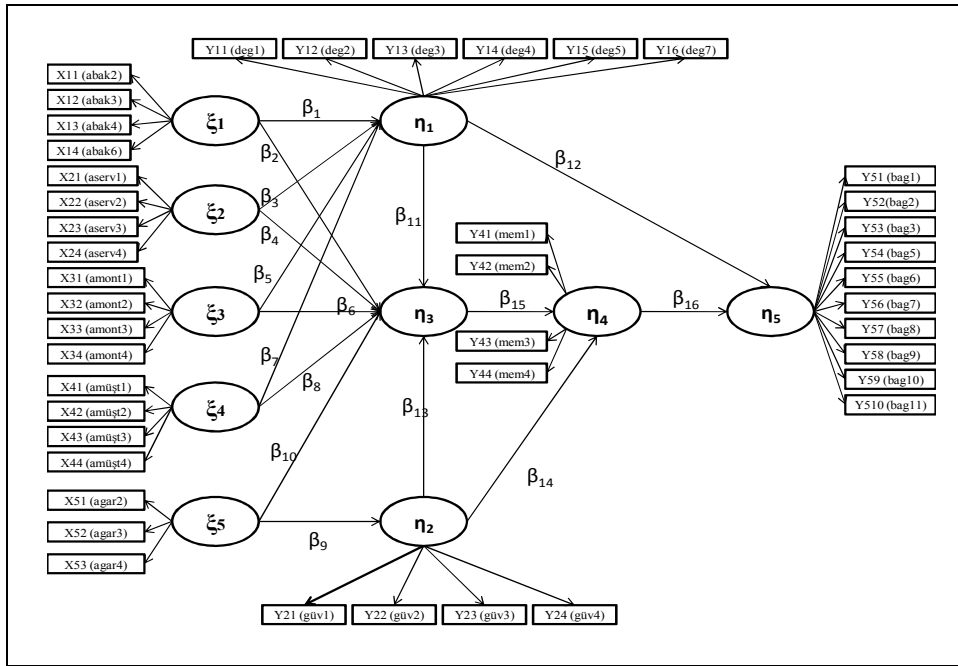 Y11 (deg1)
Y12 (deg2)
Y13 (deg3)
Y14 (deg4)
Y15 (deg5)
Y16 (deg7)
X11 (abak2)
X12 (abak3)
X13 (abak4)
X14 (abak6)
X21 (aserv1)
X22 (aserv2)
X23 (aserv3)
X24 (aserv4)
X31 (amont1)
X32 (amont2)
X33 (amont3)
X34 (amont4)
X41 (amüşt1)
X42 (amüşt2)
X43 (amüşt3)
X44 (amüşt4)
X51 (agar2)
X52 (agar3)
X53 (agar4)
ξ1
ξ2
ξ3
ξ4
ξ5
β1
β2
β3
β4
β5
β6
β7
β8
β10
β9
η1
η3
η2
β11
β13
β12
β15
β14
Y41 (mem1)
Y42 (mem2)
Y43 (mem3)
Y44 (mem4)
η4
β16
η5
Y51 (bag1)
Y52(bag2)
Y53 (bag3)
Y54 (bag5)
Y55 (bag6)
Y56 (bag7)
Y57 (bag8)
Y58 (bag9)
Y59 (bag10)
Y510 (bag11)
Y21 (güv1)
Y22 (güv2)
Y23 (güv3)
Y24 (güv4)